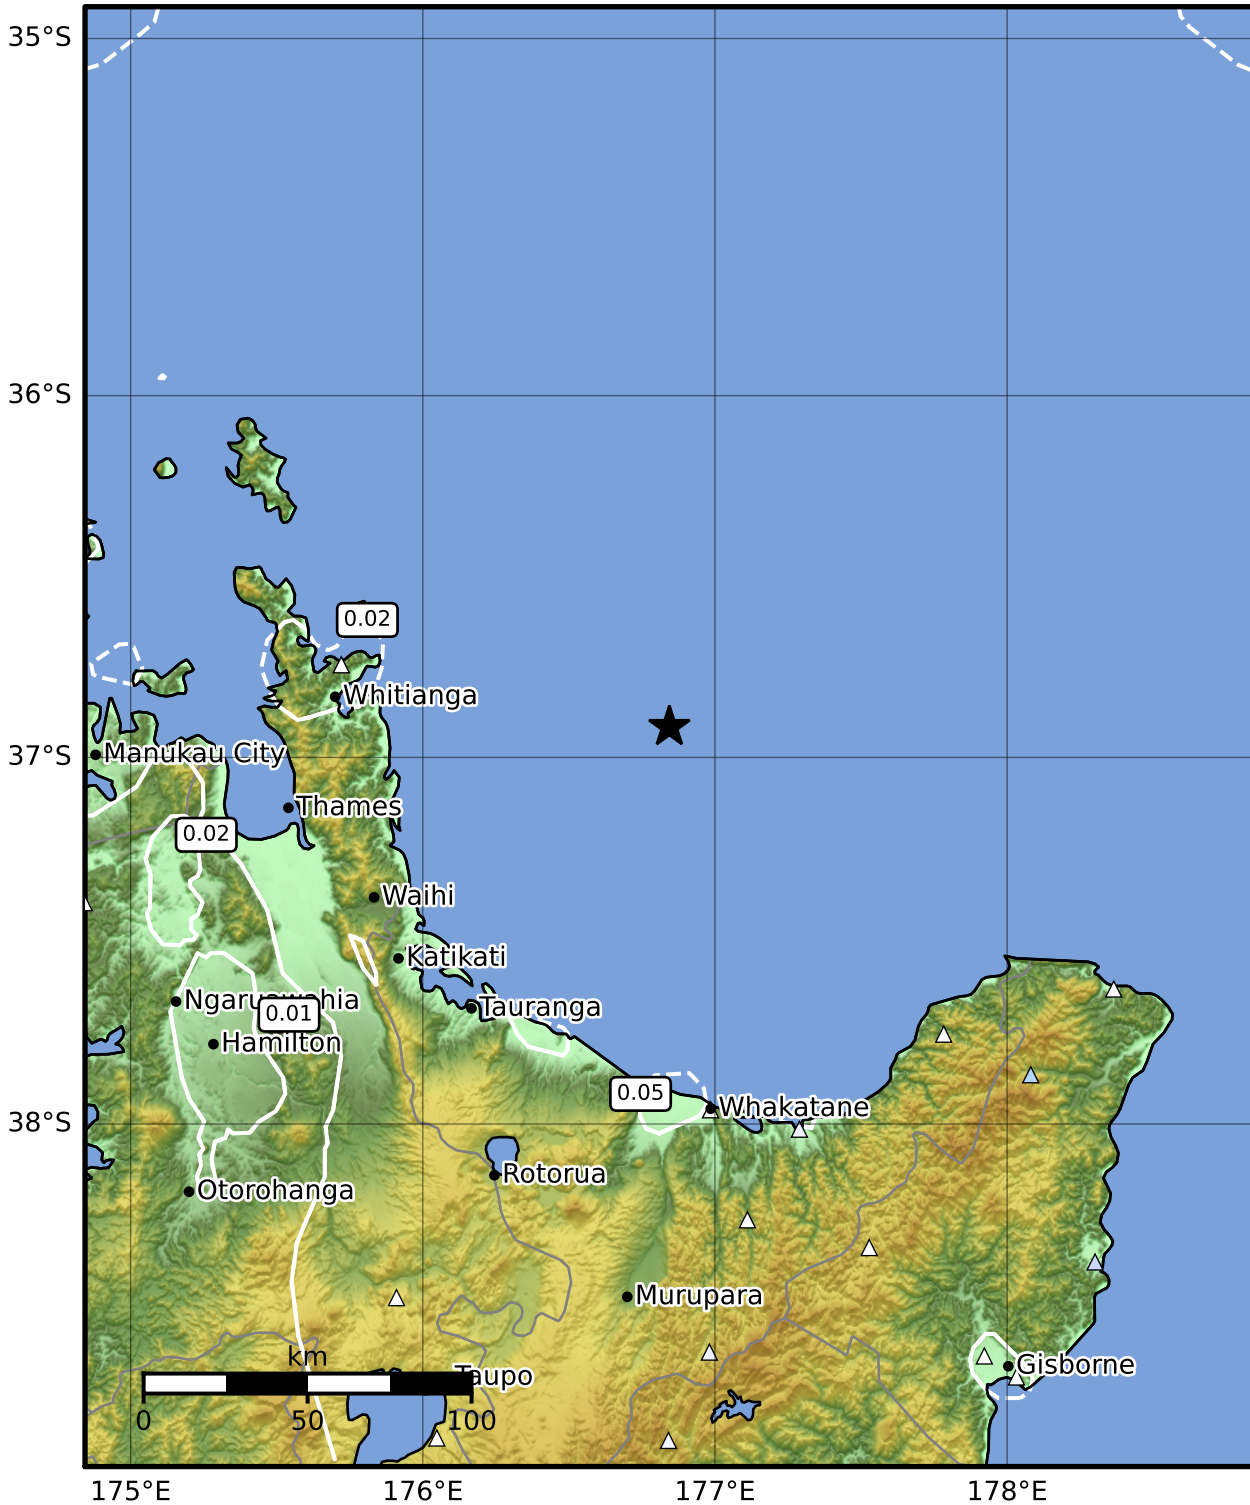 35°S
36°S
0.02
Whitianga
37°S
Manukau City
Thames
0.02
Waihi
Katikati
Ngaruawahia
Tauranga
0.01
Hamilton
0.05
Whakatane
38°S
Rotorua
Otorohanga
Murupara
km
Gisborne
Taupo
0 50 100
175°E 176°E 177°E 178°E